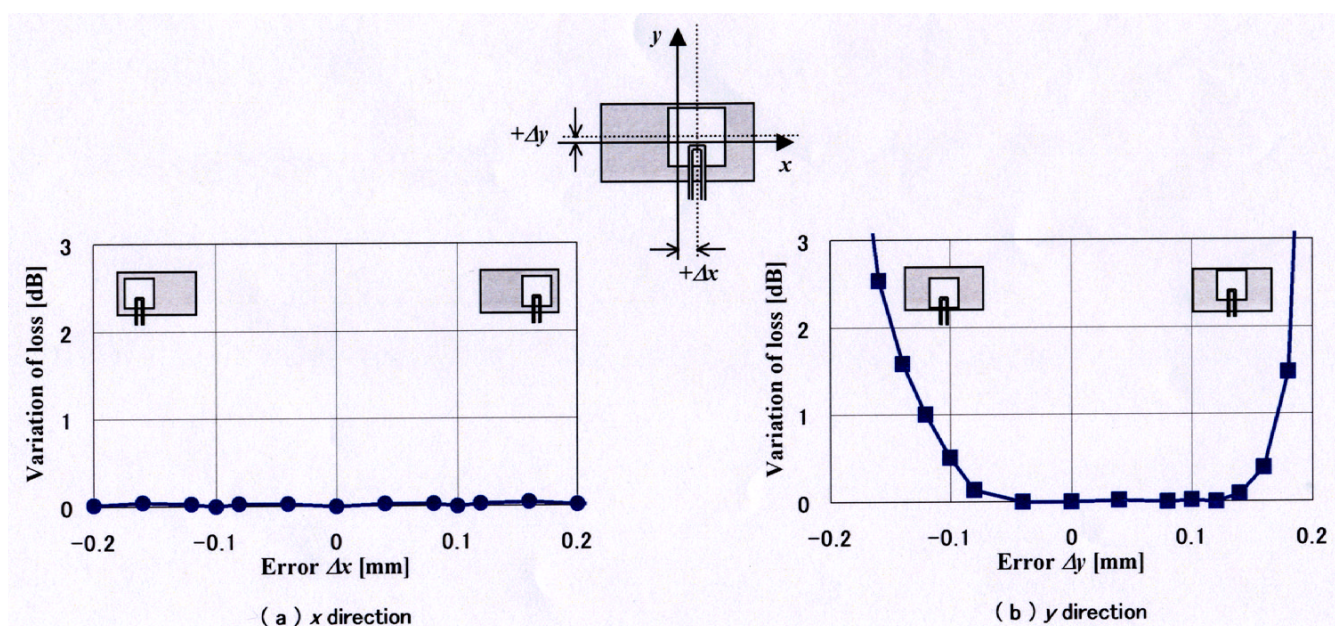 y
+Δy
x
+Δx
3
2
1
0
Variation of loss [dB]
−0.2 −0.1 0 0.1 0.2
Error Δx [mm]
( a ) x direction
3
2
1
0
Variation of loss [dB]
−0.2 −0.1 0 0.1 0.2
Error Δy [mm]
( b ) y direction